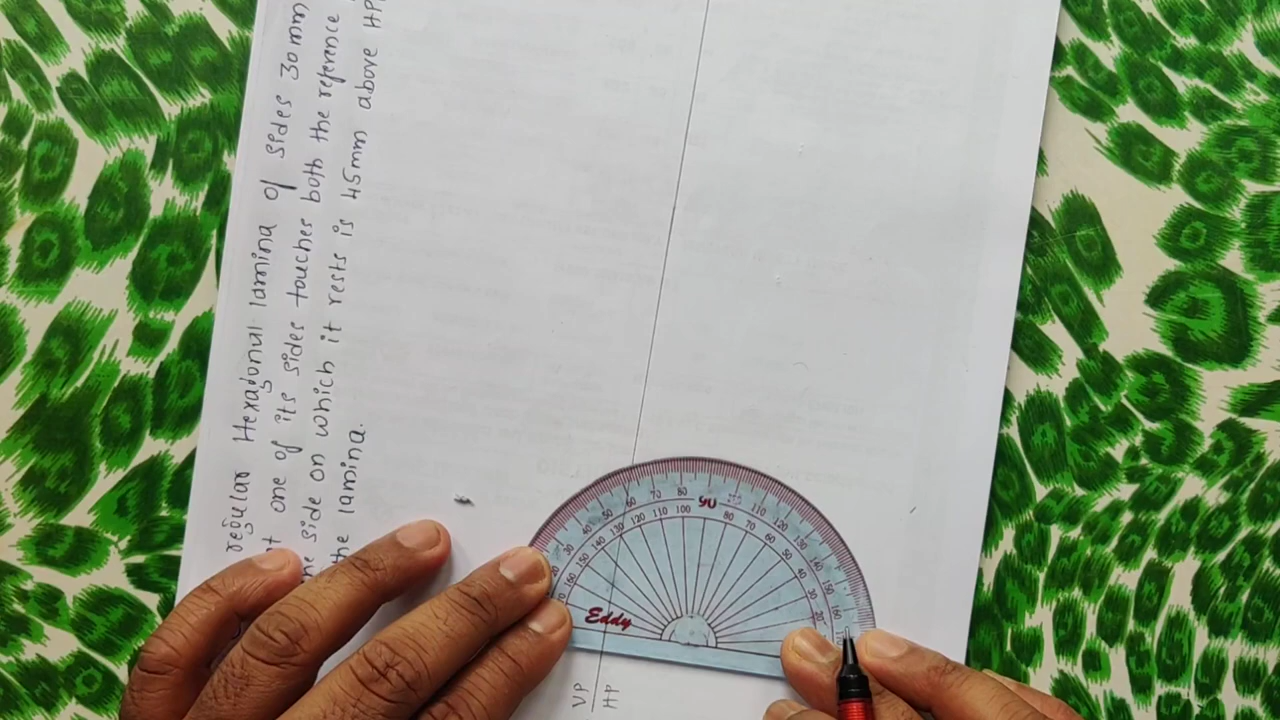 regular Hexagonal lamina of sides 30mm
one of its sides touches both the reference
side on which it rests is 45mm above HP
the lamina.
VP
HP
Eddy